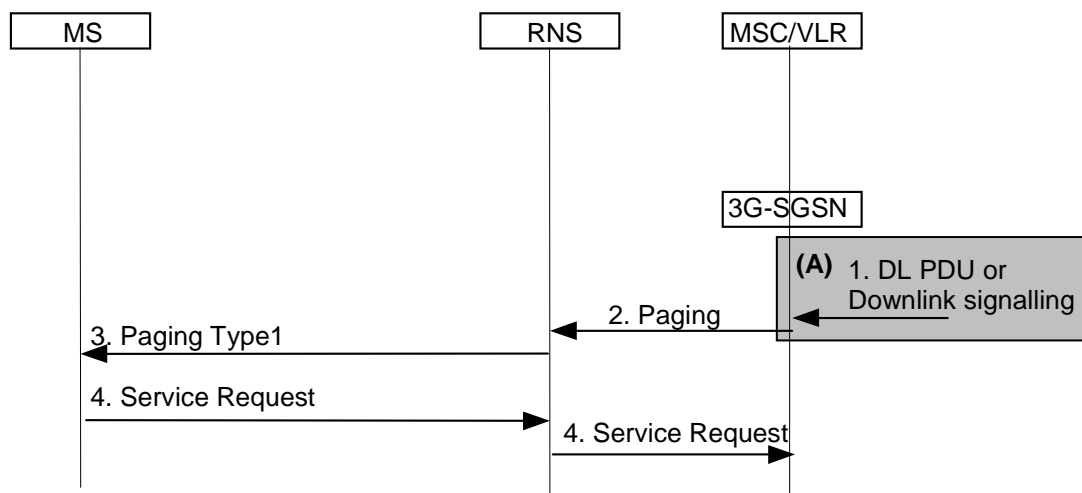 MS
RNS
MSC/VLR
3G-SGSN
(A) 1. DL PDU or
Downlink signalling
2. Paging
3. Paging Type1
4. Service Request
4. Service Request